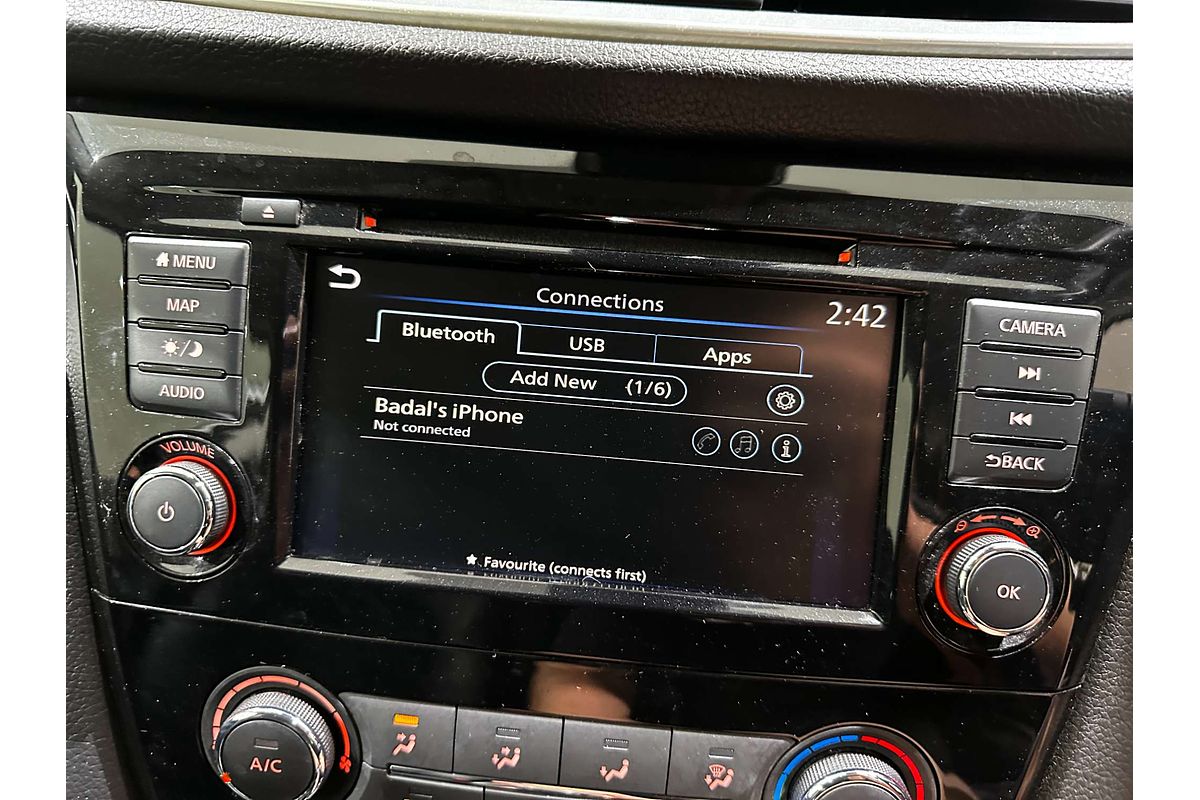 MENU
MAP
AUDIO
VOLUME
Connections
2:42
Bluetooth
USB
Apps
Add New (1/6)
Badal's iPhone
Not connected
i
Favourite (connects first)
CAMERA
BACK
OK
A/C